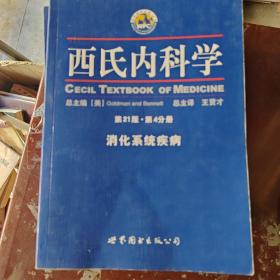 西氏内科学
CECIL TEXTBOOK OF MEDICINE
总主编［美］Goldman and Bennett 总主译 王贤才
第21版·第4分册
消化系统疾病
世界图书出版公司